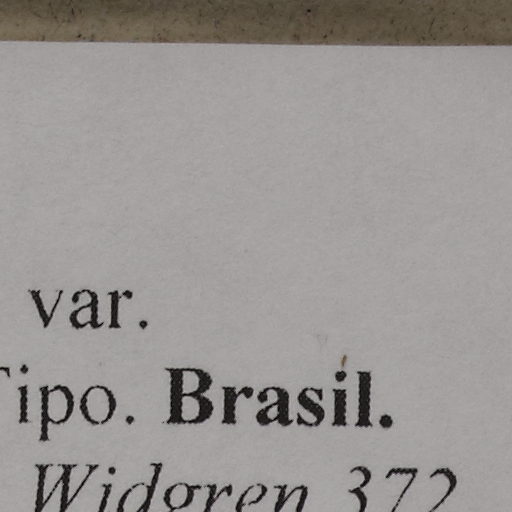 var.
Tipo. Brasil.
Widgren 372